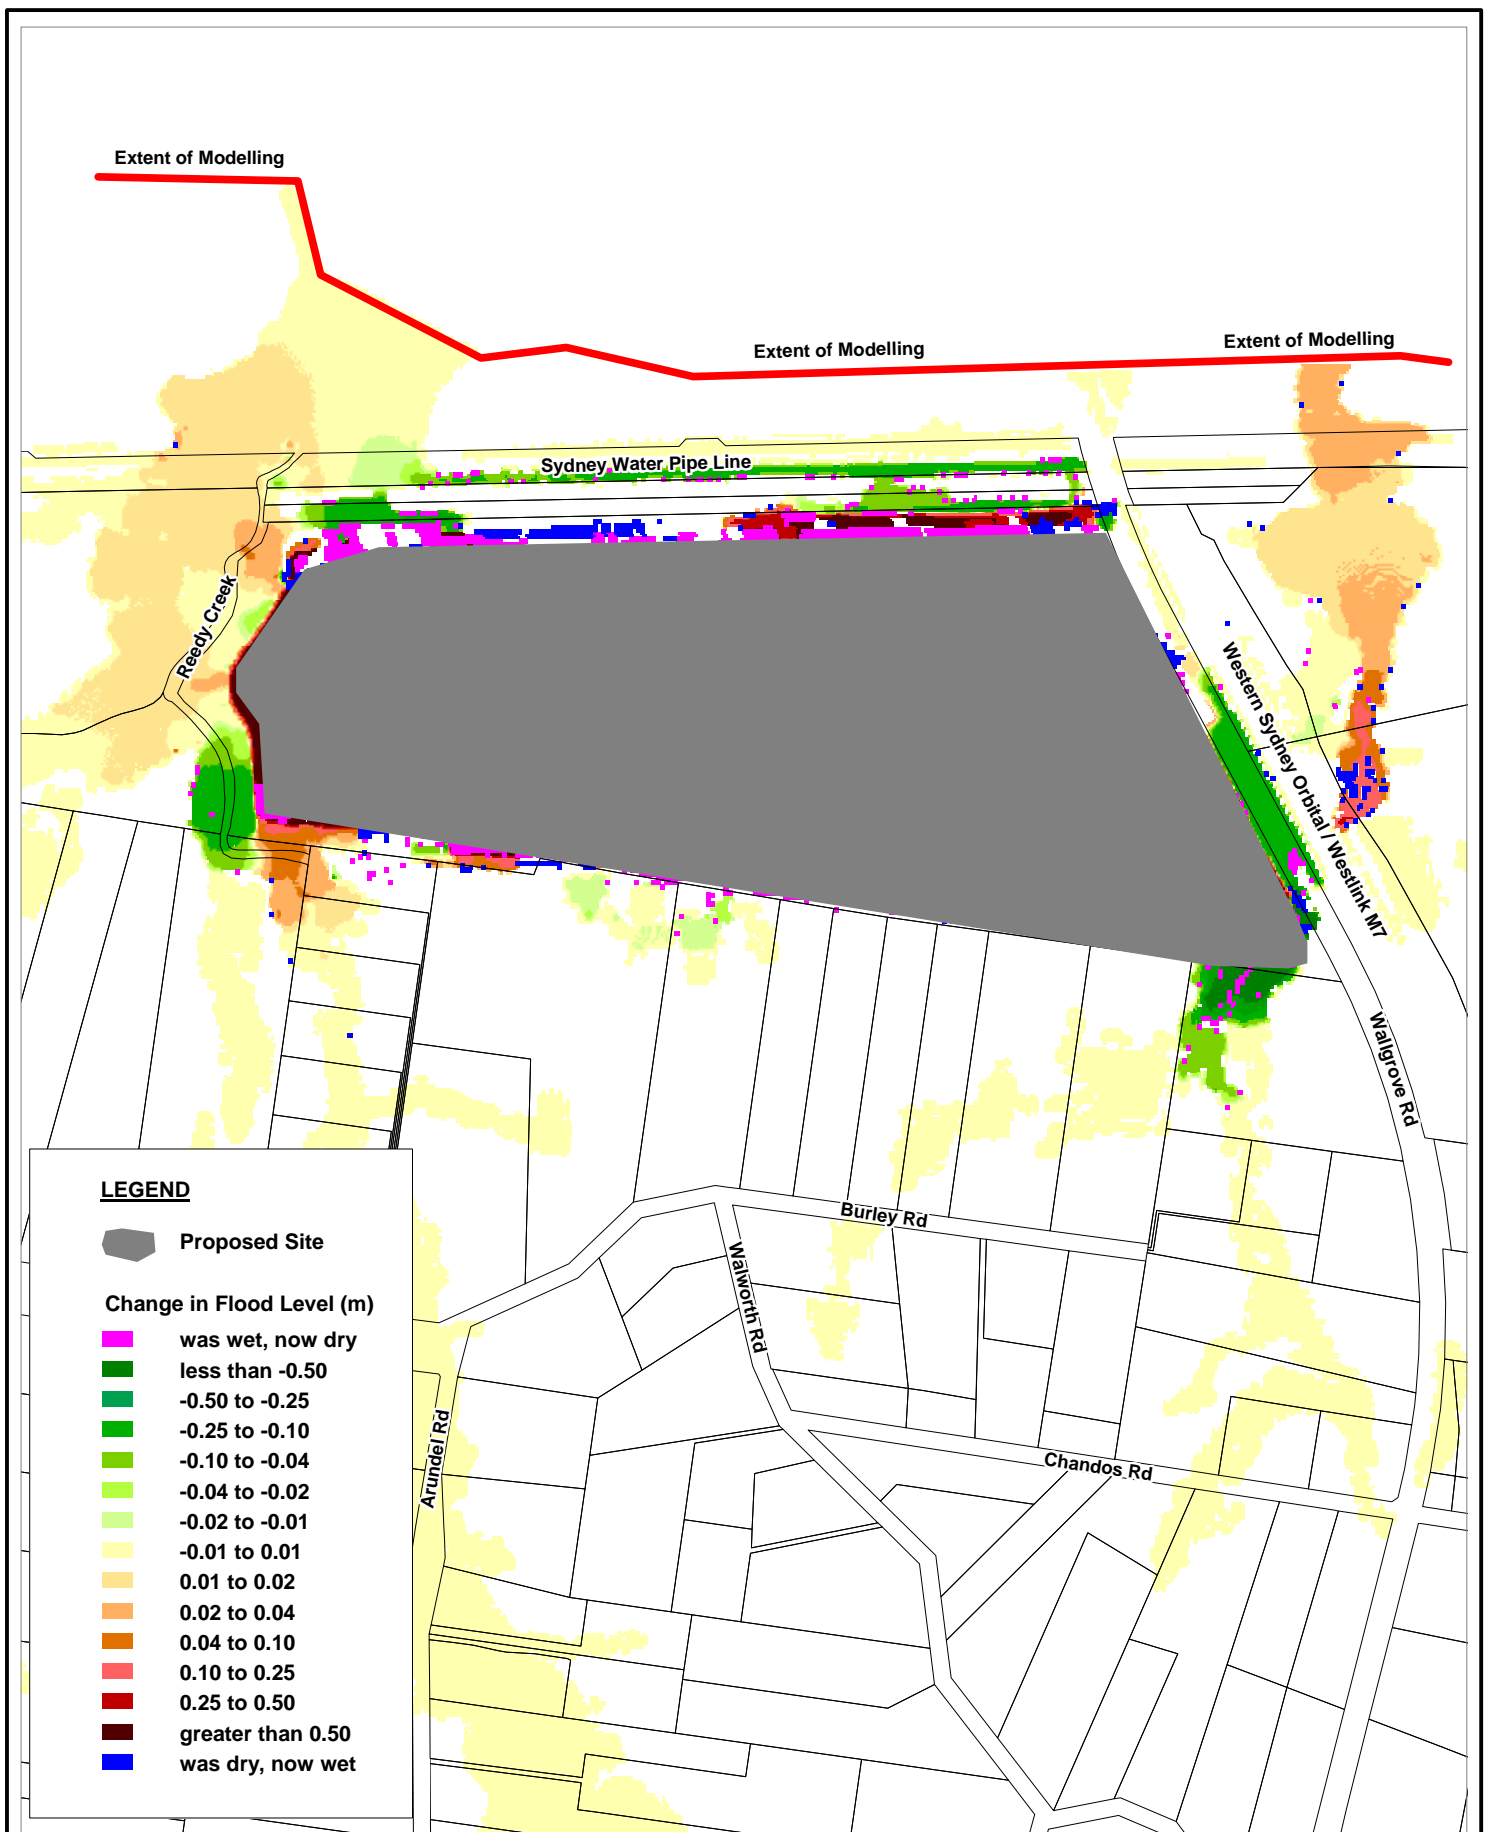 Extent of Modelling
Extent of Modelling
Extent of Modelling
Sydney Water Pipe Line
Reedy Creek
Western Sydney Orbital / Westlink M7
Wallgrove Rd
Burley Rd
Walworth Rd
Arundel Rd
Chandos Rd
LEGEND
Proposed Site
Change in Flood Level (m)
was wet, now dry
less than -0.50
-0.50 to -0.25
-0.25 to -0.10
-0.10 to -0.04
-0.04 to -0.02
-0.02 to -0.01
-0.01 to 0.01
0.01 to 0.02
0.02 to 0.04
0.04 to 0.10
0.10 to 0.25
0.25 to 0.50
greater than 0.50
was dry, now wet